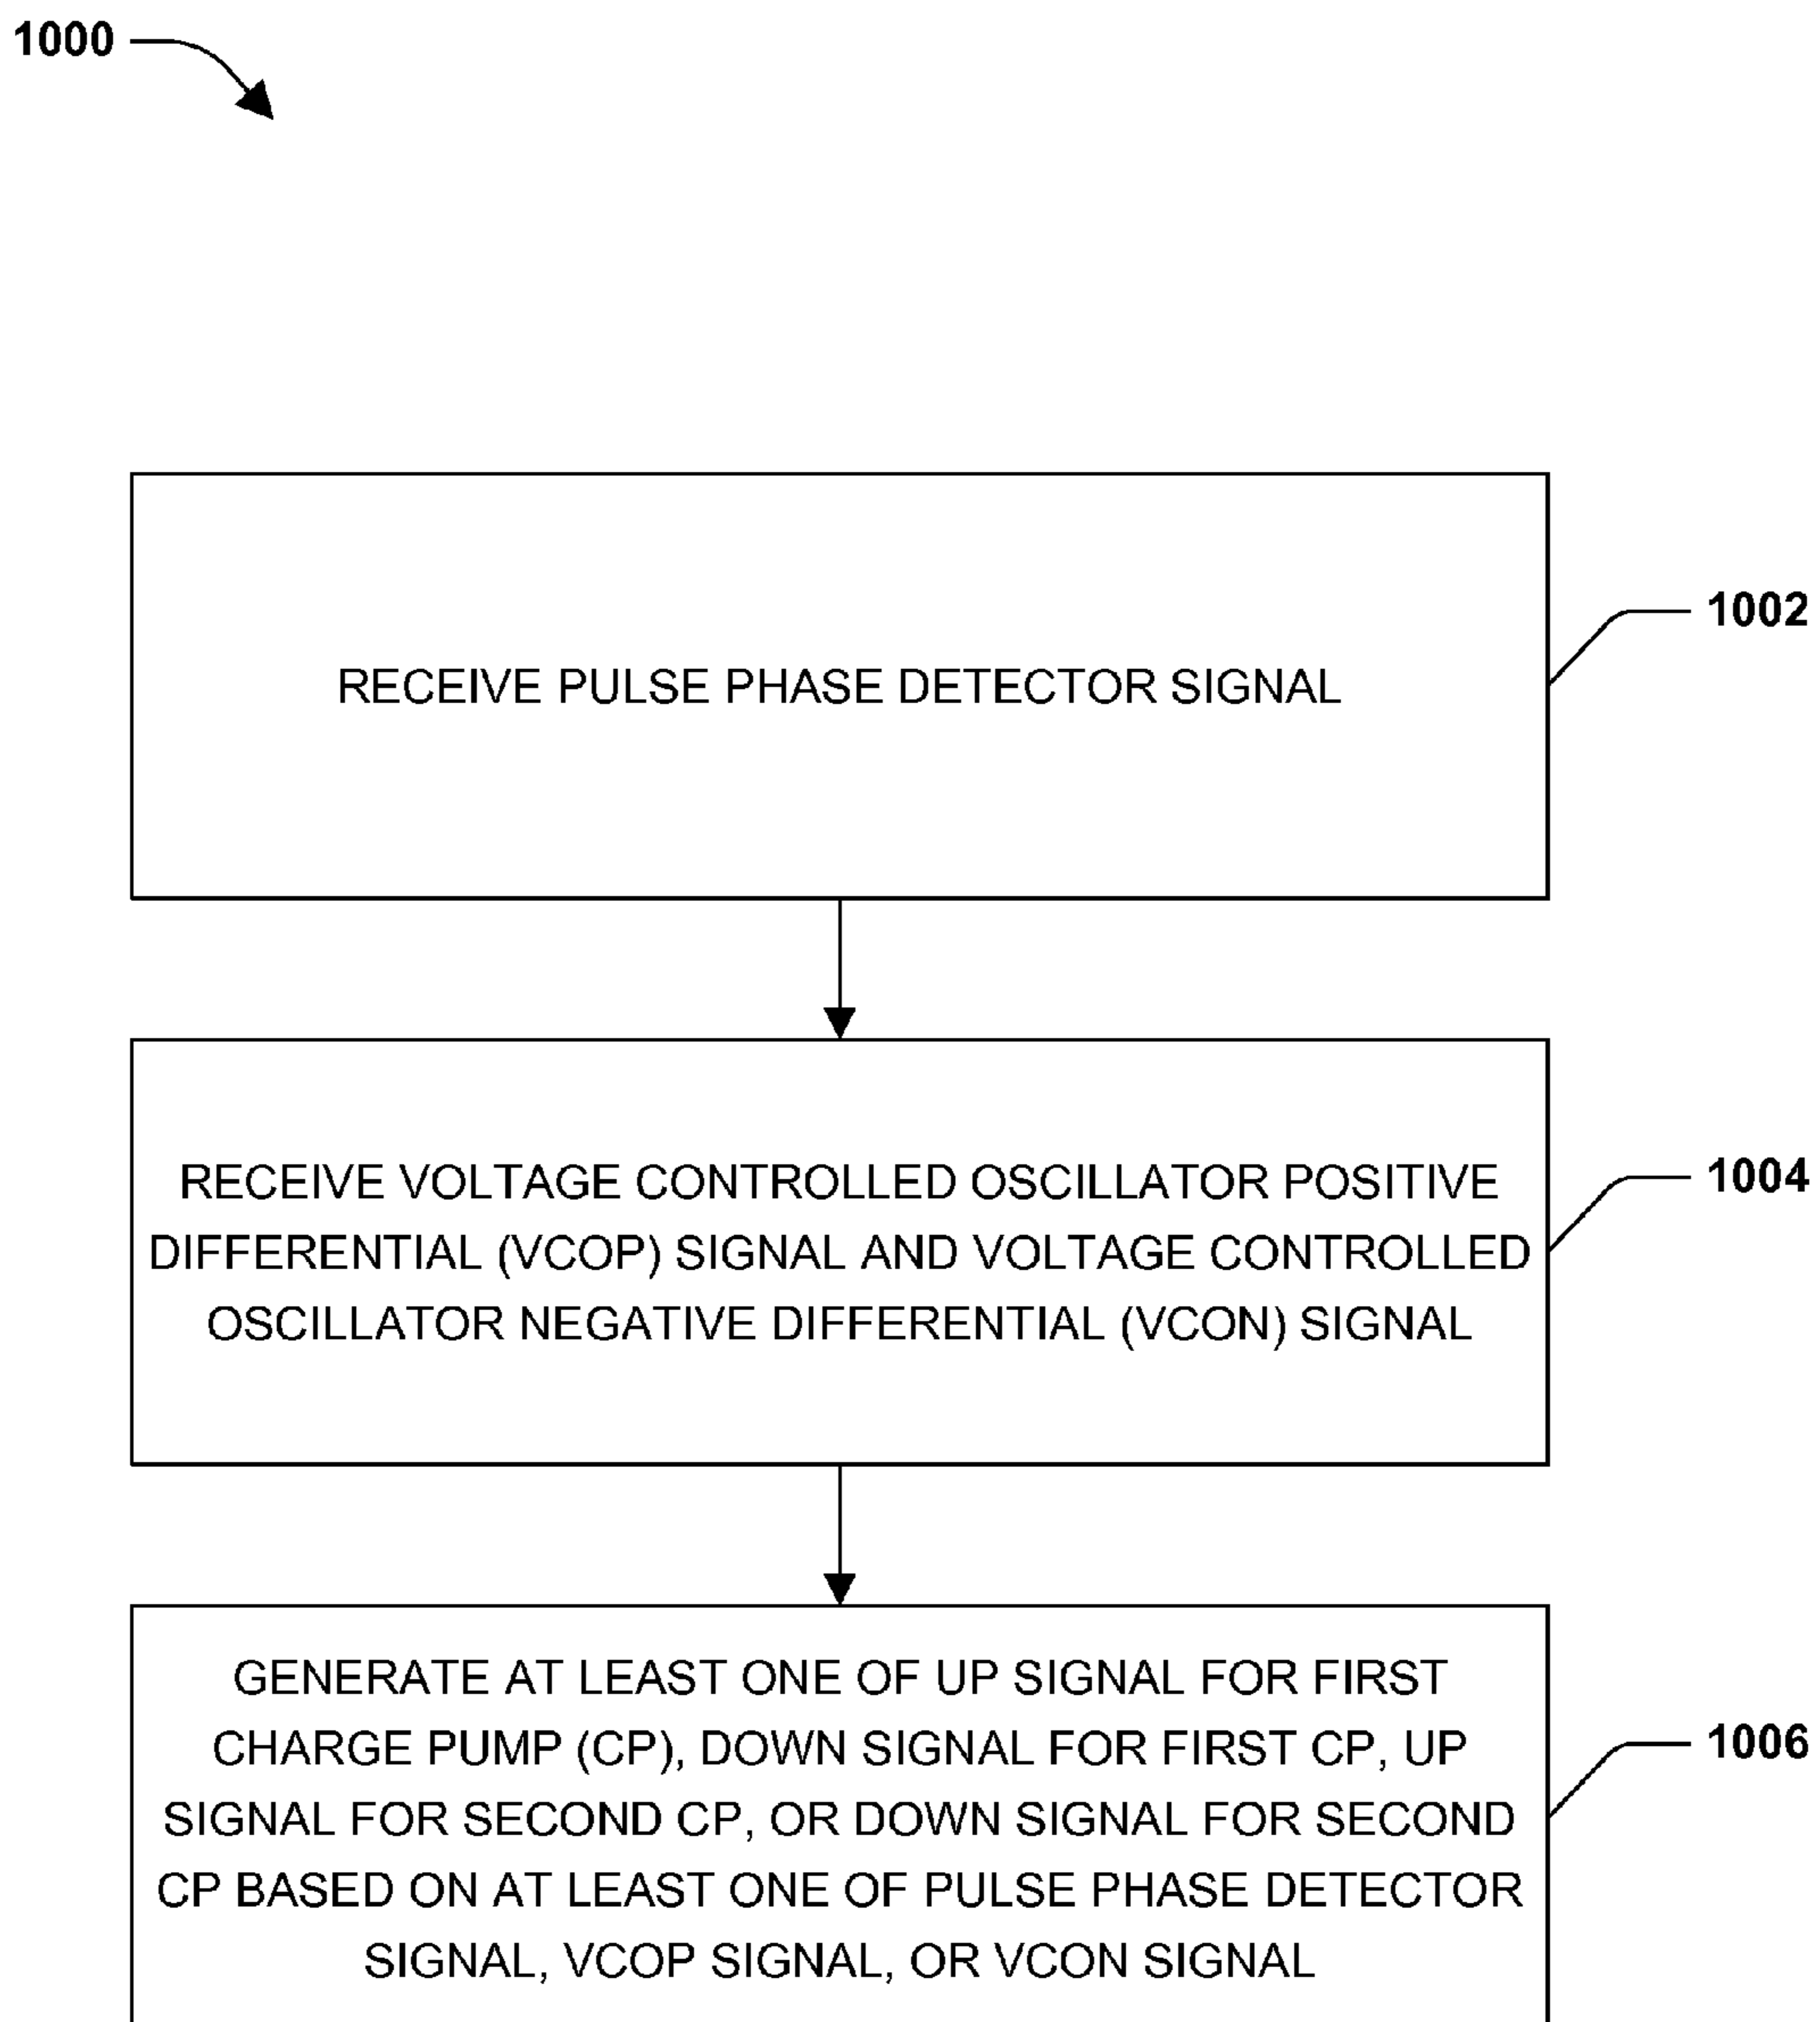 1000
RECEIVE PULSE PHASE DETECTOR SIGNAL
1002
RECEIVE VOLTAGE CONTROLLED OSCILLATOR POSITIVE
DIFFERENTIAL (VCOP) SIGNAL AND VOLTAGE CONTROLLED
OSCILLATOR NEGATIVE DIFFERENTIAL (VCON) SIGNAL
1004
GENERATE AT LEAST ONE OF UP SIGNAL FOR FIRST
CHARGE PUMP (CP), DOWN SIGNAL FOR FIRST CP, UP
SIGNAL FOR SECOND CP, OR DOWN SIGNAL FOR SECOND
CP BASED ON AT LEAST ONE OF PULSE PHASE DETECTOR
SIGNAL, VCOP SIGNAL, OR VCON SIGNAL
1006